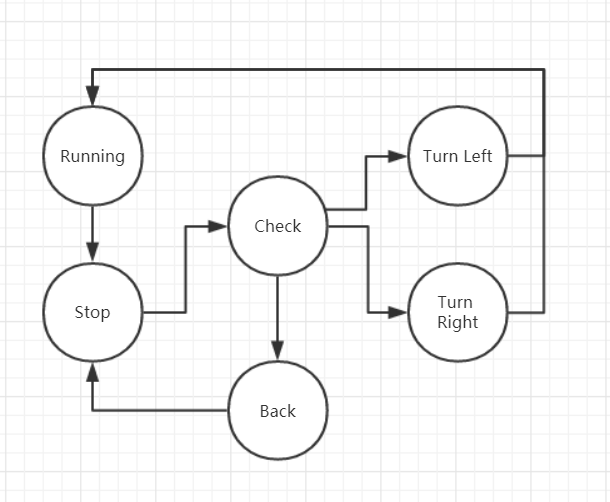 Running
Turn Left
Check
Stop
Turn
Right
Back